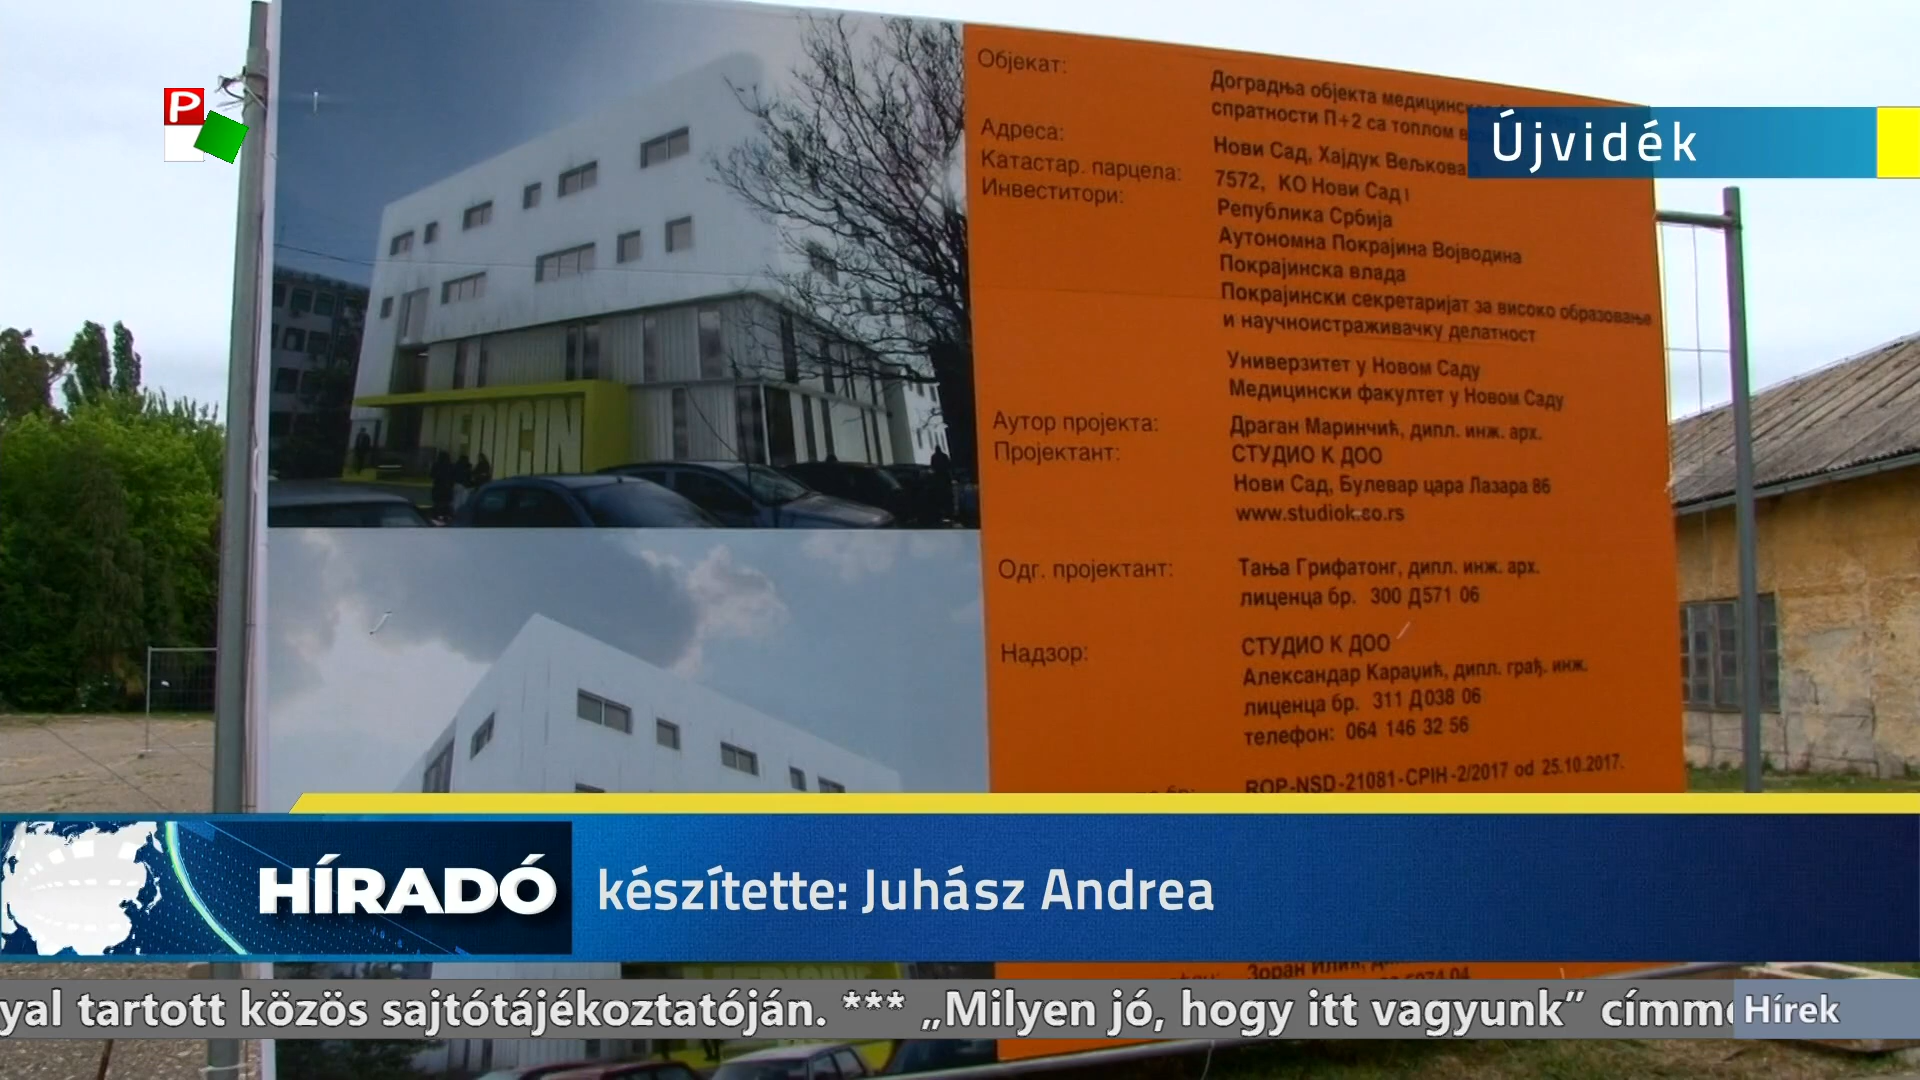 P
Објекат:
Доградња објекта
спратности П+2 са топлом
Újvidék
Адреса:
Нови Сад, Хајдук Вељкова
Катастар. парцела:
7572, КО Нови Сад I
Инвеститори:
Република Србија
Аутономна Покрајина Војводина
Покрајинска влада
Покрајински секретаријат за високо образовање
и научноистраживачку делатност
Универзитет у Новом Саду
Медицински факултет у Новом Саду
Аутор пројекта:
Драган Маринчић, дипл. инж. арх.
Пројектант:
СТУДИО К ДОО
Нови Сад, Булевар цара Лазара 86
www.studiok.co.rs
Одг. пројектант:
Тања Грифатонг, дипл. инж. арх.
лиценца бр. 300 Д571 06
Надзор:
СТУДИО К ДОО
Александар Караџић, дипл. грађ. инж.
лиценца бр. 311 Д038 06
телефон: 064 146 32 56
ROP-NSD-21081-CPIH-2/2017 od 25.10.2017.
HÍRADÓ
készítette: Juhász Andrea
yal tartott közös sajtótájékoztatóján. *** „Milyen jó, hogy itt vagyunk” címm
Hírek